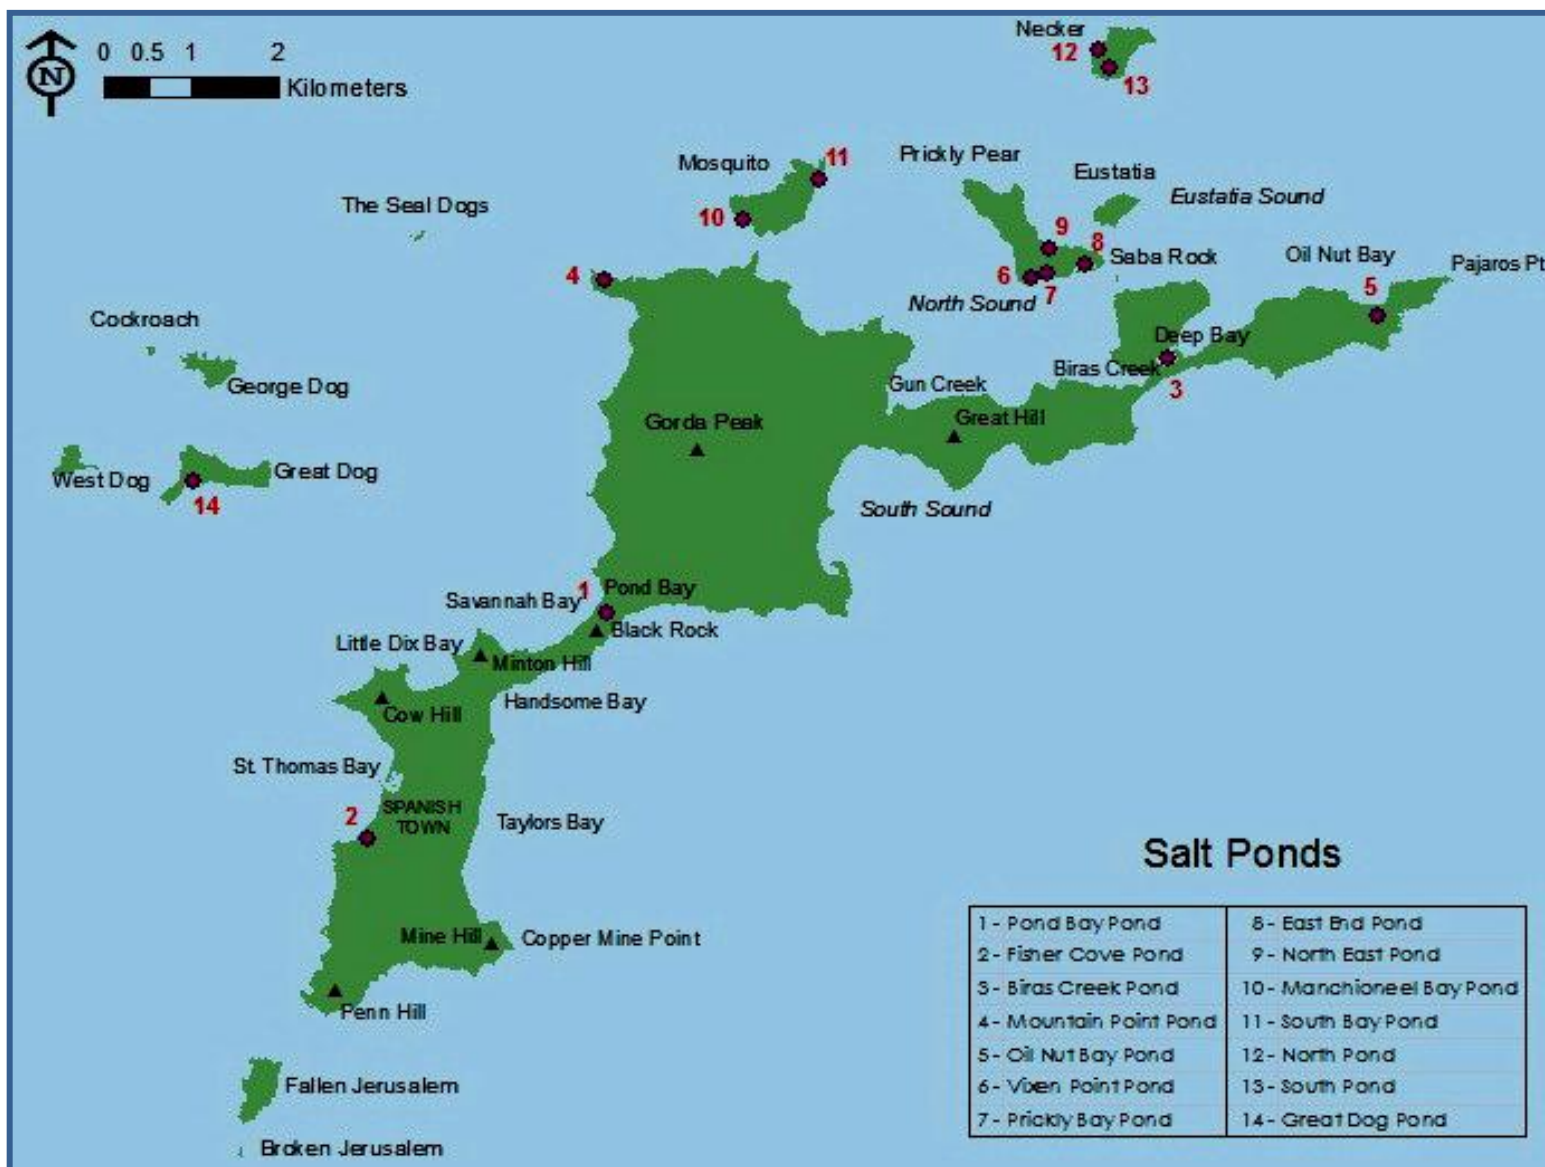 Necker
0 0.5 1 2
12
N
Kilometers
13
Mosquito
11
Prickly Pear
Eustatia
Eustatia Sound
The Seal Dogs
10
9
8
Saba Rock
Oil Nut Bay
Pajaros Pt
4
6
7
5
North Sound
Cockroach
Deep Bay
Biras Creek
George Dog
Gun Creek
3
Gorda Peak
Great Hill
West Dog
Great Dog
14
South Sound
1
Pond Bay
Savannah Bay
Black Rock
Little Dix Bay
Minton Hill
Handsome Bay
Cow Hill
St. Thomas Bay
SPANISH
TOWN
2
Taylors Bay
Salt Ponds
Mine Hill
Copper Mine Point
Penn Hill
Fallen Jerusalem
Broken Jerusalem
1 - Pond Bay Pond
2 - Fisher Cove Pond
3 - Biras Creek Pond
4 - Mountain Point Pond
5 - Oil Nut Bay Pond
6 - Vixen Point Pond
7 - Prickly Bay Pond
8 - East End Pond
9 - North East Pond
10 - Manchioneel Bay Pond
11 - South Bay Pond
12 - North Pond
13 - South Pond
14 - Great Dog Pond